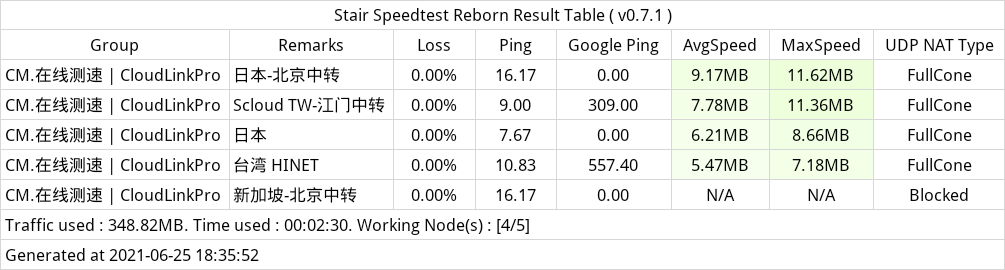 Stair Speedtest Reborn Result Table ( v0.7.1 )
Group Remarks Loss Ping Google Ping AvgSpeed MaxSpeed UDP NAT Type
CM.在线测速 | CloudLinkPro 日本-北京中转 0.00% 16.17 0.00 9.17MB 11.62MB FullCone
CM.在线测速 | CloudLinkPro Scloud TW-江门中转 0.00% 9.00 309.00 7.78MB 11.36MB FullCone
CM.在线测速 | CloudLinkPro 日本 0.00% 7.67 0.00 6.21MB 8.66MB FullCone
CM.在线测速 | CloudLinkPro 台湾 HINET 0.00% 10.83 557.40 5.47MB 7.18MB FullCone
CM.在线测速 | CloudLinkPro 新加坡-北京中转 0.00% 16.17 0.00 N/A N/A Blocked
Traffic used : 348.82MB. Time used : 00:02:30. Working Node(s) : [4/5]
Generated at 2021-06-25 18:35:52